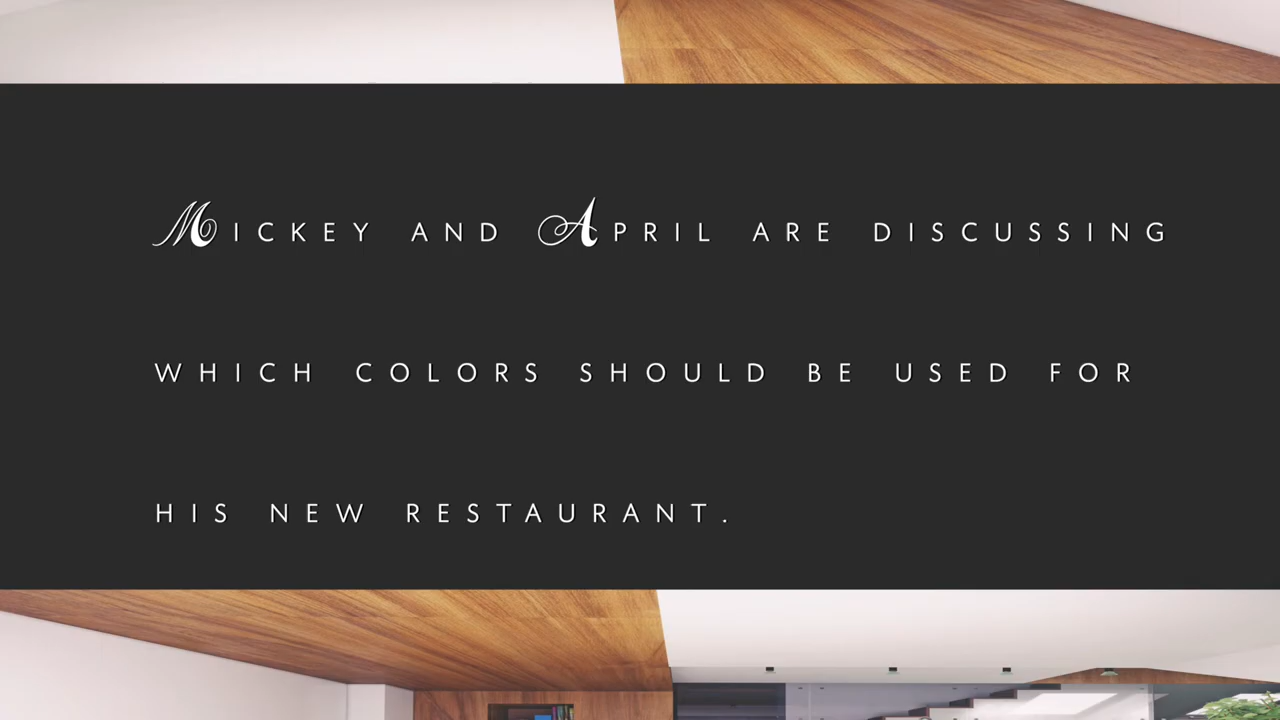 MICKEY AND APRIL ARE DISCUSSING
WHICH COLORS SHOULD BE USED FOR
HIS NEW RESTAURANT.